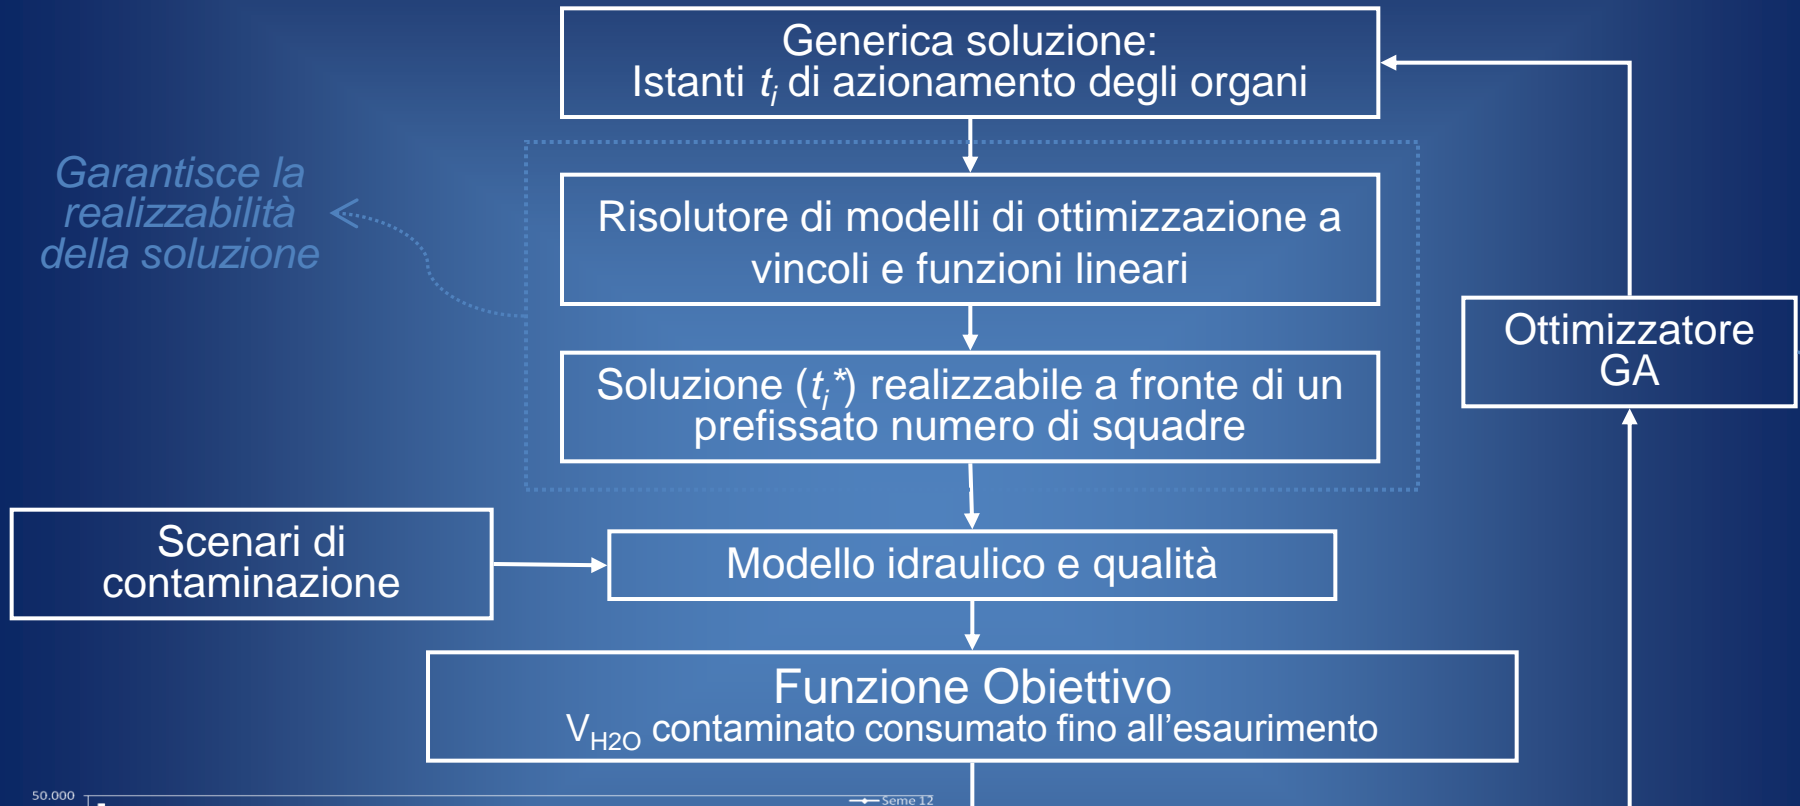 Generica soluzione:
Istanti ti di azionamento degli organi
Garantisce la
realizzabilità
della soluzione
Risolutore di modelli di ottimizzazione a
vincoli e funzioni lineari
Ottimizzatore
GA
Soluzione (ti*) realizzabile a fronte di un
prefissato numero di squadre
Scenari di
contaminazione
Modello idraulico e qualità
Funzione Obiettivo
VH2O contaminato consumato fino all'esaurimento
50.000
Seme 12